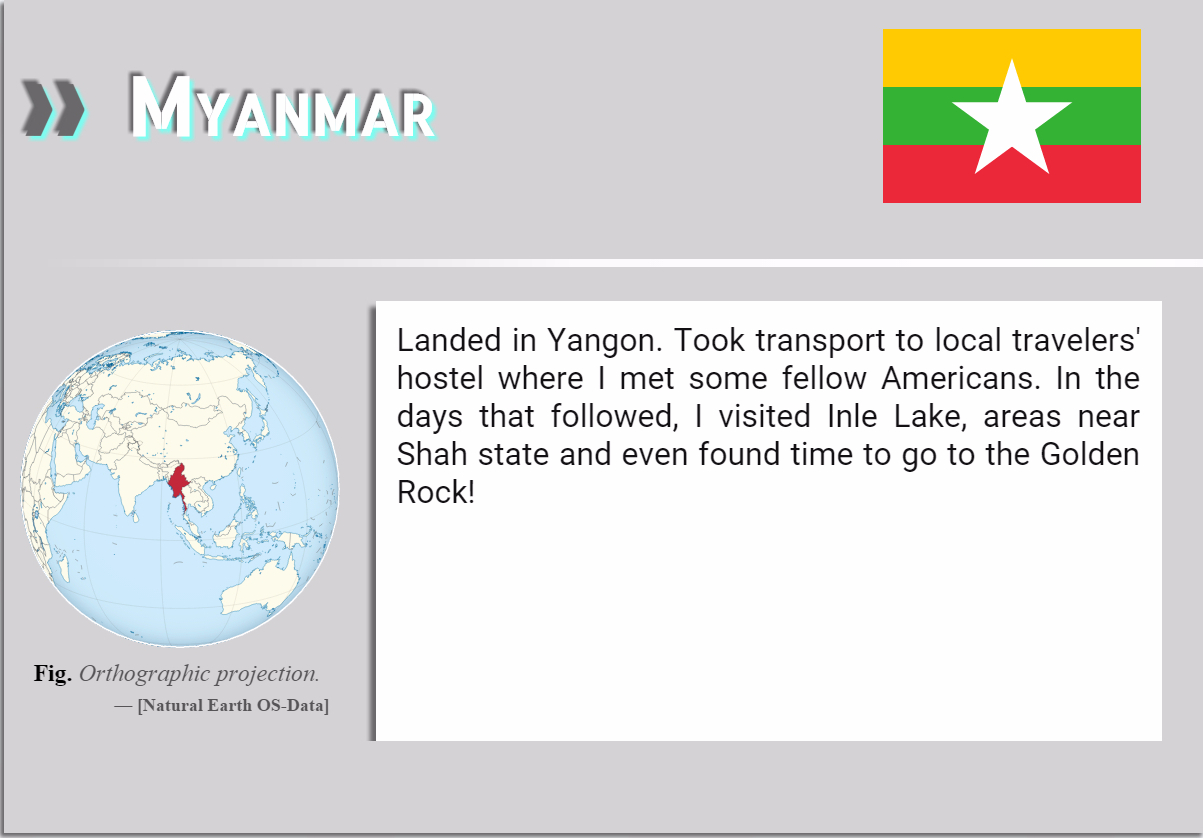 Myanmar
Landed in Yangon. Took transport to local travelers'
hostel where I met some fellow Americans. In the
days that followed, I visited Inle Lake, areas near
Shah state and even found time to go to the Golden
Rock!
Fig. Orthographic projection.
— [Natural Earth OS-Data]